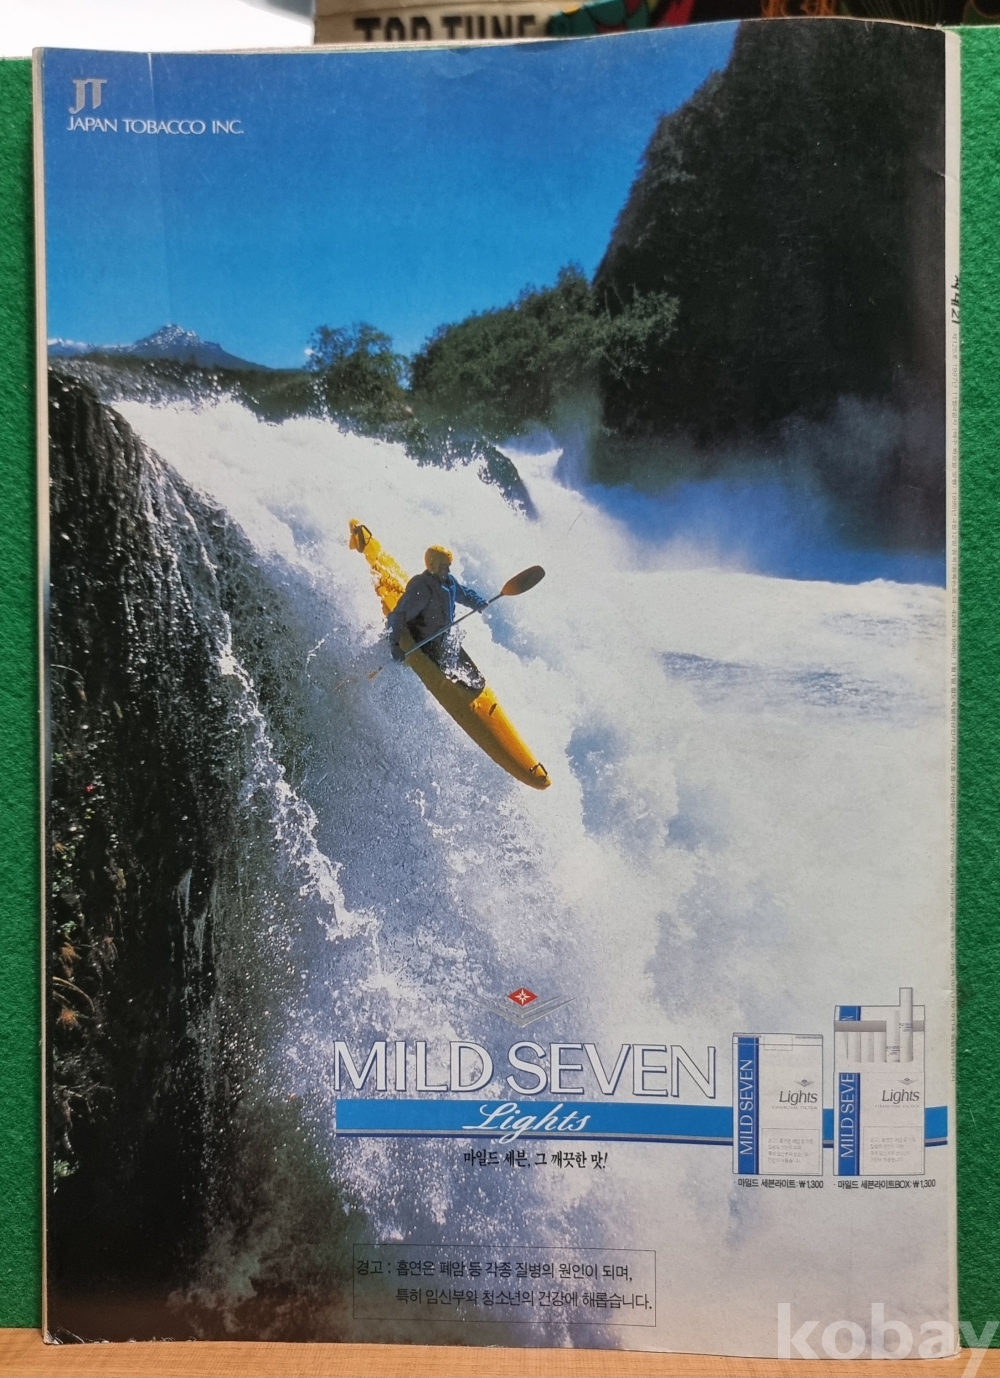 TOP TUNE
JT
JAPAN TOBACCO INC.
MILD SEVEN
Lights
마일드 세븐, 그 깨끗한 맛!
MILD SEVEN
Lights
MILD SEVE
Lights
· 마일드 세븐라이트: ₩1,300
· 마일드 세븐라이트BOX: ₩1,300
경고 : 흡연은 폐암 등 각종 질병의 원인이 되며,
특히 임신부와 청소년의 건강에 해롭습니다.
kobay